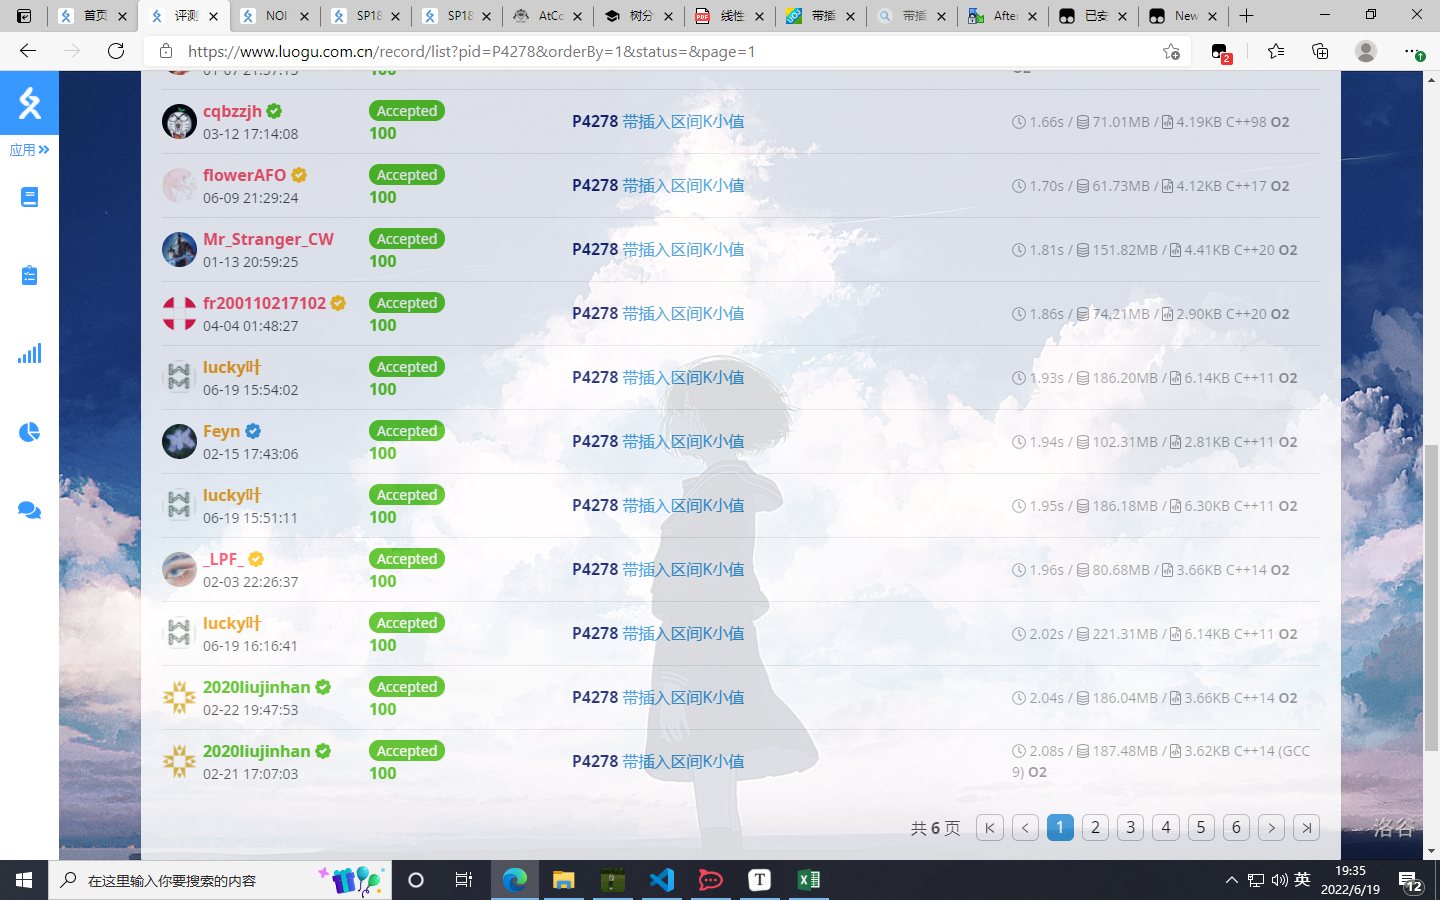 首页
评测
NOI
SP18
SP18
AtCo
树分
线性
带插
带插
After
已安
New
https://www.luogu.com.cn/record/list?pid=P4278&orderBy=1&status=&page=1
2
1
应用
01-07 21:57:15
100
O2
cqbzzjh
03-12 17:14:08
Accepted
100
P4278 带插入区间K小值
1.66s / 71.01MB / 4.19KB C++98 O2
flowerAFO
06-09 21:29:24
Accepted
100
P4278 带插入区间K小值
1.70s / 61.73MB / 4.12KB C++17 O2
Mr_Stranger_CW
01-13 20:59:25
Accepted
100
P4278 带插入区间K小值
1.81s / 151.82MB / 4.41KB C++20 O2
fr200110217102
04-04 01:48:27
Accepted
100
P4278 带插入区间K小值
1.86s / 74.21MB / 2.90KB C++20 O2
lucky叶
06-19 15:54:02
Accepted
100
P4278 带插入区间K小值
1.93s / 186.20MB / 6.14KB C++11 O2
Feyn
02-15 17:43:06
Accepted
100
P4278 带插入区间K小值
1.94s / 102.31MB / 2.81KB C++11 O2
lucky叶
06-19 15:51:11
Accepted
100
P4278 带插入区间K小值
1.95s / 186.18MB / 6.30KB C++11 O2
_LPF_
02-03 22:26:37
Accepted
100
P4278 带插入区间K小值
1.96s / 80.68MB / 3.66KB C++14 O2
lucky叶
06-19 16:16:41
Accepted
100
P4278 带插入区间K小值
2.02s / 221.31MB / 6.14KB C++11 O2
2020liujinhan
02-22 19:47:53
Accepted
100
P4278 带插入区间K小值
2.04s / 186.04MB / 3.66KB C++14 O2
2020liujinhan
02-21 17:07:03
Accepted
100
P4278 带插入区间K小值
2.08s / 187.48MB / 3.62KB C++14 (GCC
9) O2
共 6 页
1 2 3 4 5 6
洛谷
在这里输入你要搜索的内容
英
19:35
2022/6/19
12